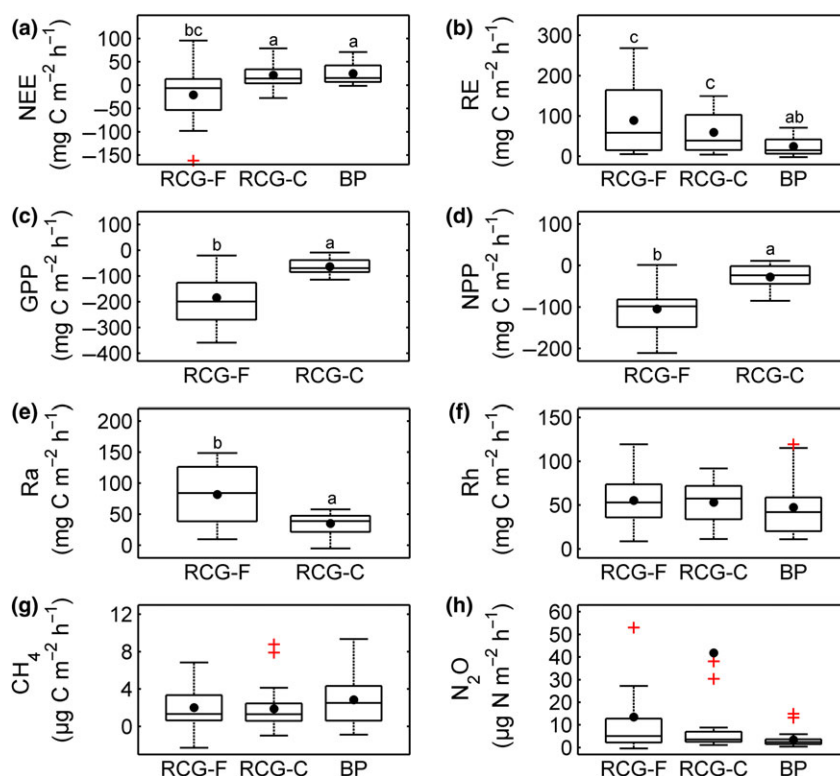 (a)
NEE
(mg C m⁻² h⁻¹)
100
50
0
−50
−100
−150
bc
a
a
RCG-F
RCG-C
BP
(b)
RE
(mg C m⁻² h⁻¹)
300
200
100
0
c
c
ab
RCG-F
RCG-C
BP
(c)
GPP
(mg C m⁻² h⁻¹)
100
0
−100
−200
−300
−400
b
a
RCG-F
RCG-C
(d)
NPP
(mg C m⁻² h⁻¹)
100
0
−100
−200
b
a
RCG-F
RCG-C
(e)
Ra
(mg C m⁻² h⁻¹)
200
150
100
50
0
b
a
RCG-F
RCG-C
(f)
Rh
(mg C m⁻² h⁻¹)
150
100
50
0
RCG-F
RCG-C
BP
(g)
CH₄
(µg C m⁻² h⁻¹)
12
8
4
0
RCG-F
RCG-C
BP
(h)
N₂O
(µg N m⁻² h⁻¹)
60
50
40
30
20
10
0
RCG-F
RCG-C
BP